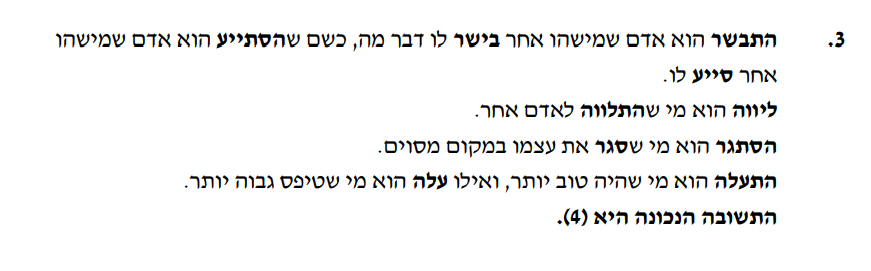 3. התבשר הוא אדם שמישהו אחר בישר לו דבר מה, כשם שהסתייע הוא אדם שמישהו
אחר סייע לו.
ליווה הוא מי שהתלווה לאדם אחר.
הסתגר הוא מי שסגר את עצמו במקום מסוים.
התעלה הוא מי שהיה טוב יותר, ואילו עלה הוא מי שטיפס גבוה יותר.
התשובה הנכונה היא (4).